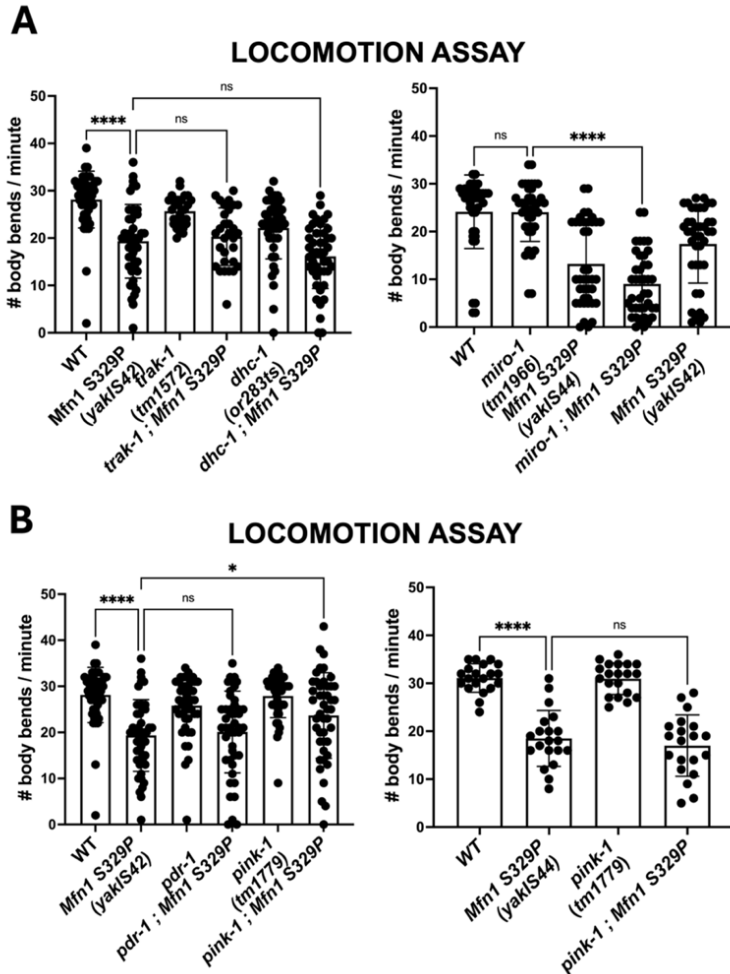 A
LOCOMOTION ASSAY
ns
****
ns
# body bends / minute
50
40
30
20
10
0
WT
Mfn1 S329P
(yakIS42)
trak-1
(tm1572)
trak-1 ; Mfn1 S329P
dhc-1
(or283ts)
dhc-1 ; Mfn1 S329P
ns
****
# body bends / minute
50
40
30
20
10
0
WT
miro-1
(tm1966)
Mfn1 S329P
(yakIS44)
miro-1 ; Mfn1 S329P
Mfn1 S329P
(yakIS42)
B
LOCOMOTION ASSAY
*
****
ns
# body bends / minute
50
40
30
20
10
0
WT
Mfn1 S329P
(yakIS42)
pdr-1
pdr-1 ; Mfn1 S329P
pink-1
(tm1779)
pink-1 ; Mfn1 S329P
****
ns
# body bends / minute
50
40
30
20
10
0
WT
Mfn1 S329P
(yakIS44)
pink-1
(tm1779)
pink-1 ; Mfn1 S329P